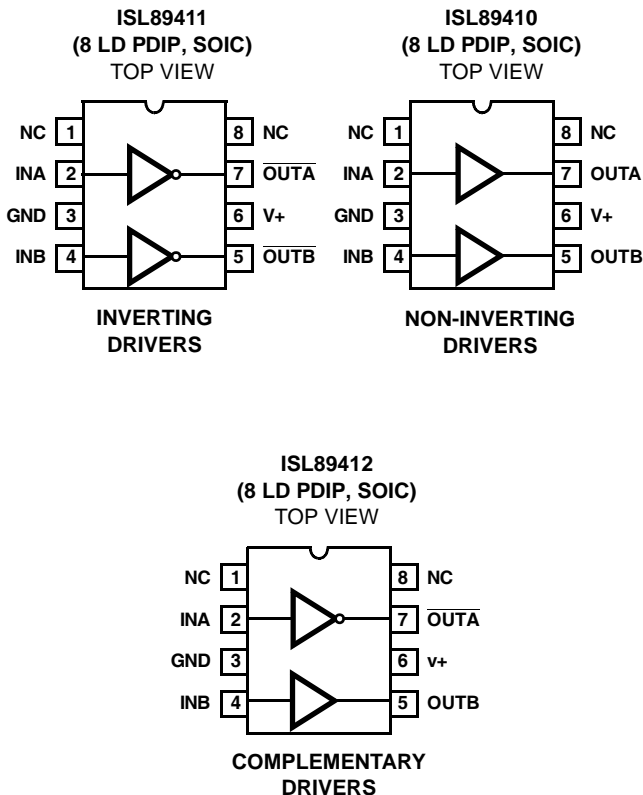 ISL89411
(8 LD PDIP, SOIC)
TOP VIEW
NC 1
8 NC
INA 2
7 OUTA
GND 3
6 V+
INB 4
5 OUTB
INVERTING
DRIVERS
ISL89410
(8 LD PDIP, SOIC)
TOP VIEW
NC 1
8 NC
INA 2
7 OUTA
GND 3
6 V+
INB 4
5 OUTB
NON-INVERTING
DRIVERS
ISL89412
(8 LD PDIP, SOIC)
TOP VIEW
NC 1
8 NC
INA 2
7 OUTA
GND 3
6 v+
INB 4
5 OUTB
COMPLEMENTARY
DRIVERS